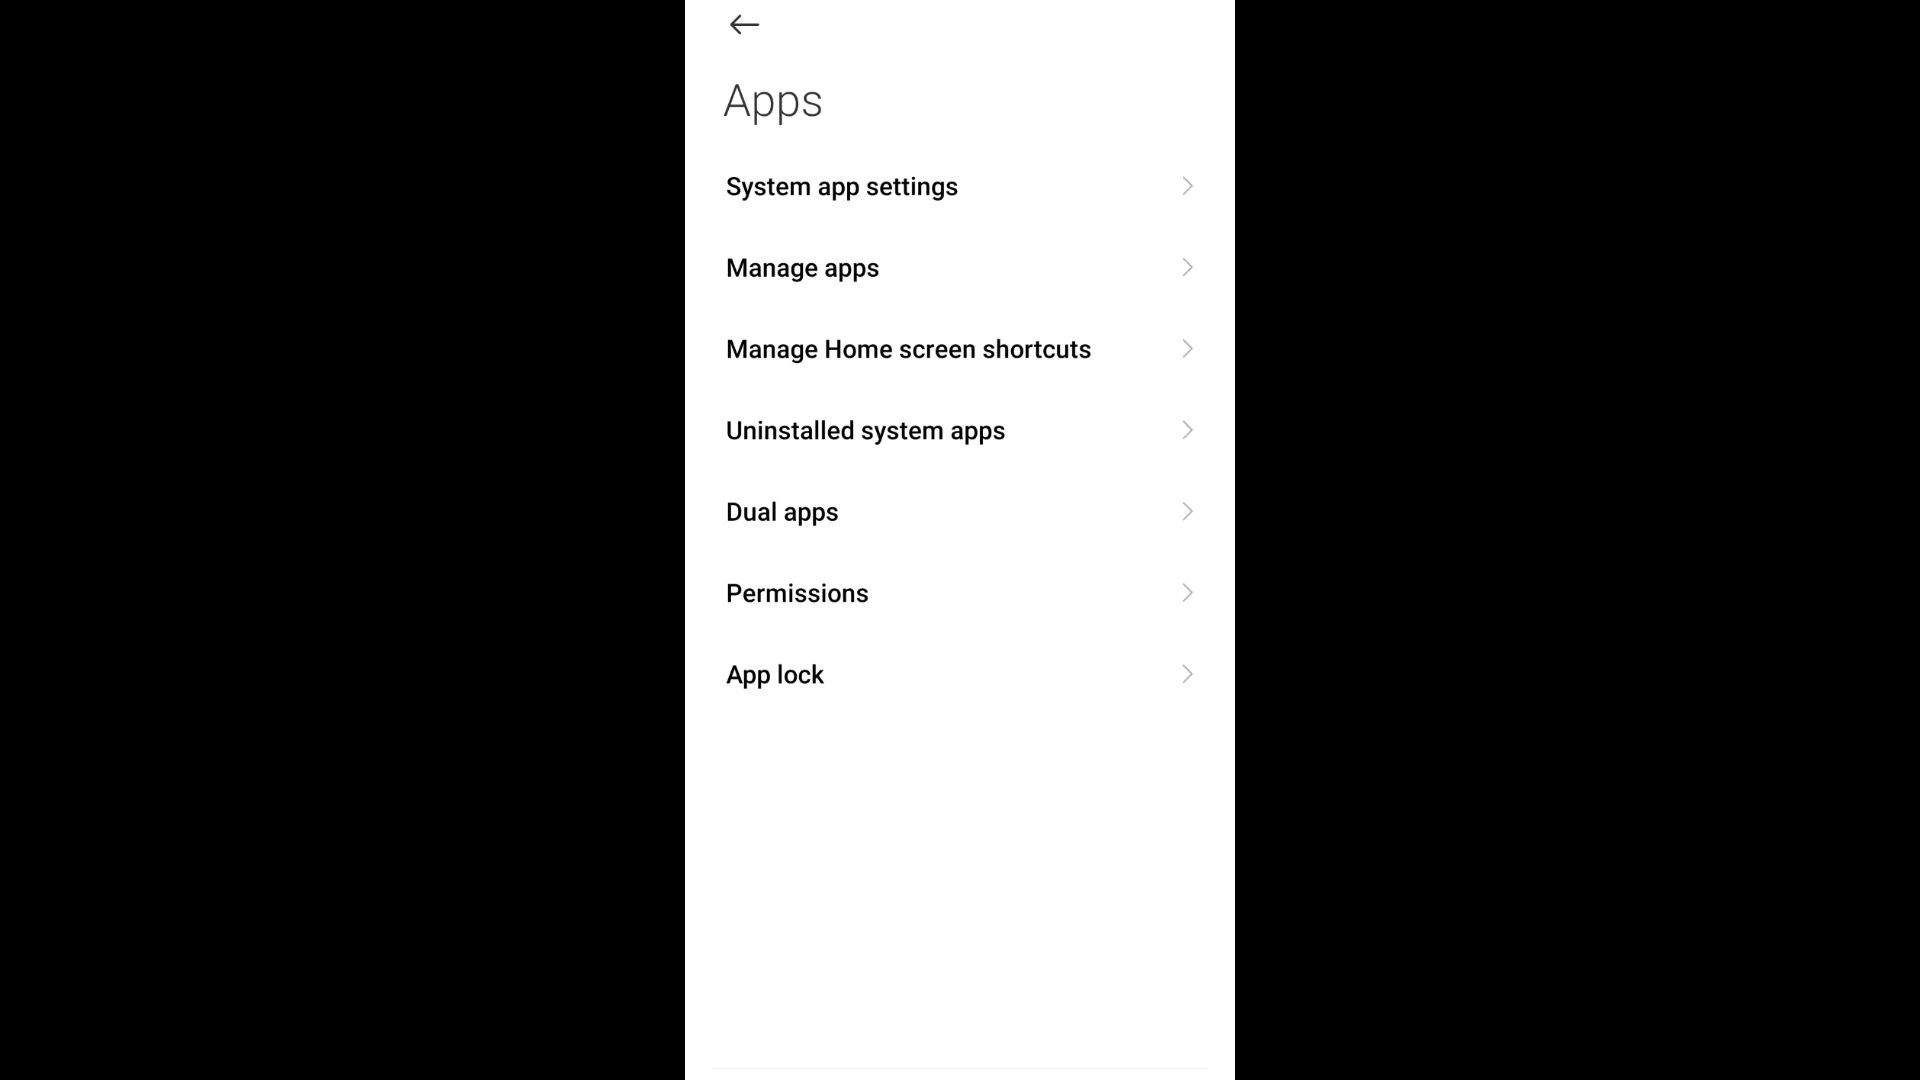 Apps
System app settings
Manage apps
Manage Home screen shortcuts
Uninstalled system apps
Dual apps
Permissions
App lock